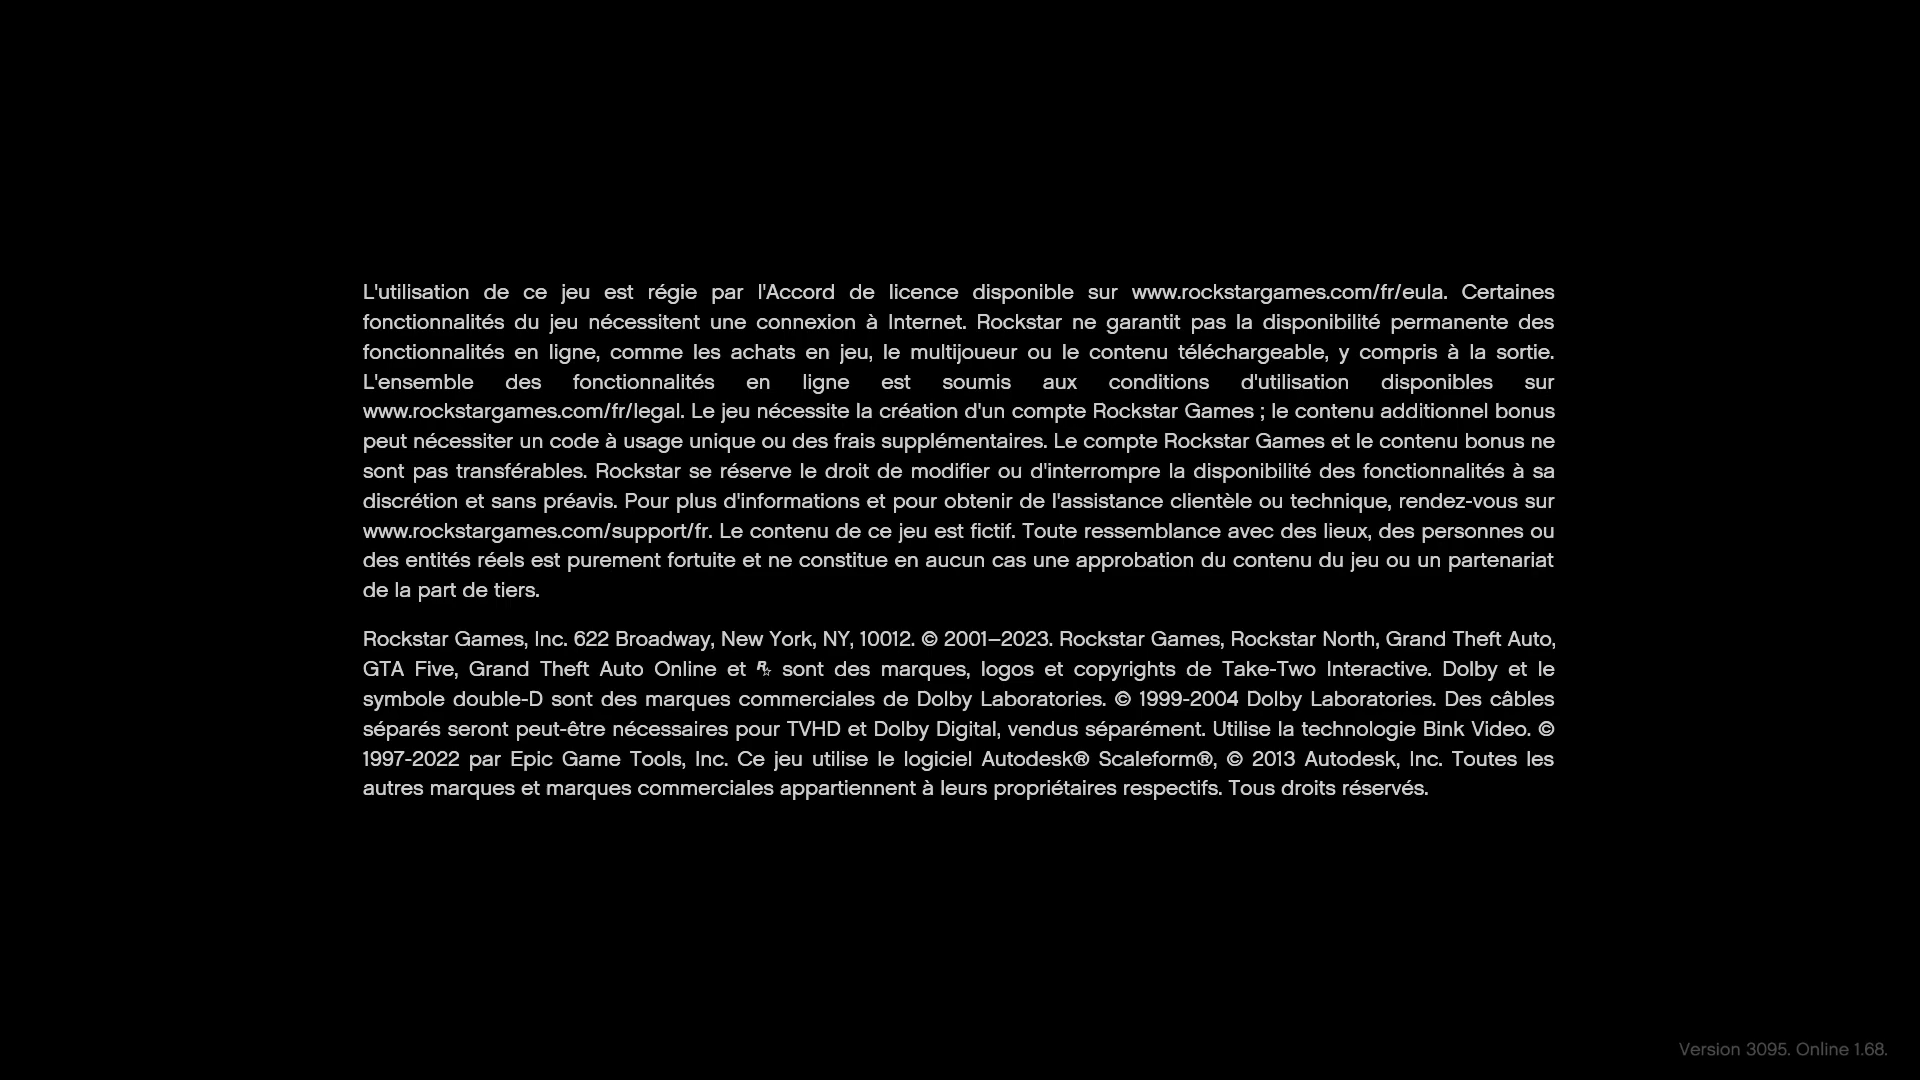 L'utilisation de ce jeu est régie par l'Accord de licence disponible sur www.rockstargames.com/fr/eula. Certaines
fonctionnalités du jeu nécessitent une connexion à Internet. Rockstar ne garantit pas la disponibilité permanente des
fonctionnalités en ligne, comme les achats en jeu, le multijoueur ou le contenu téléchargeable, y compris à la sortie.
L'ensemble des fonctionnalités en ligne est soumis aux conditions d'utilisation disponibles sur
www.rockstargames.com/fr/legal. Le jeu nécessite la création d'un compte Rockstar Games ; le contenu additionnel bonus
peut nécessiter un code à usage unique ou des frais supplémentaires. Le compte Rockstar Games et le contenu bonus ne
sont pas transférables. Rockstar se réserve le droit de modifier ou d'interrompre la disponibilité des fonctionnalités à sa
discrétion et sans préavis. Pour plus d'informations et pour obtenir de l'assistance clientèle ou technique, rendez-vous sur
www.rockstargames.com/support/fr. Le contenu de ce jeu est fictif. Toute ressemblance avec des lieux, des personnes ou
des entités réels est purement fortuite et ne constitue en aucun cas une approbation du contenu du jeu ou un partenariat
de la part de tiers.
Rockstar Games, Inc. 622 Broadway, New York, NY, 10012. © 2001–2023. Rockstar Games, Rockstar North, Grand Theft Auto,
GTA Five, Grand Theft Auto Online et R☆ sont des marques, logos et copyrights de Take-Two Interactive. Dolby et le
symbole double-D sont des marques commerciales de Dolby Laboratories. © 1999-2004 Dolby Laboratories. Des câbles
séparés seront peut-être nécessaires pour TVHD et Dolby Digital, vendus séparément. Utilise la technologie Bink Video. ©
1997-2022 par Epic Game Tools, Inc. Ce jeu utilise le logiciel Autodesk® Scaleform®, © 2013 Autodesk, Inc. Toutes les
autres marques et marques commerciales appartiennent à leurs propriétaires respectifs. Tous droits réservés.
Version 3095. Online 1.68.